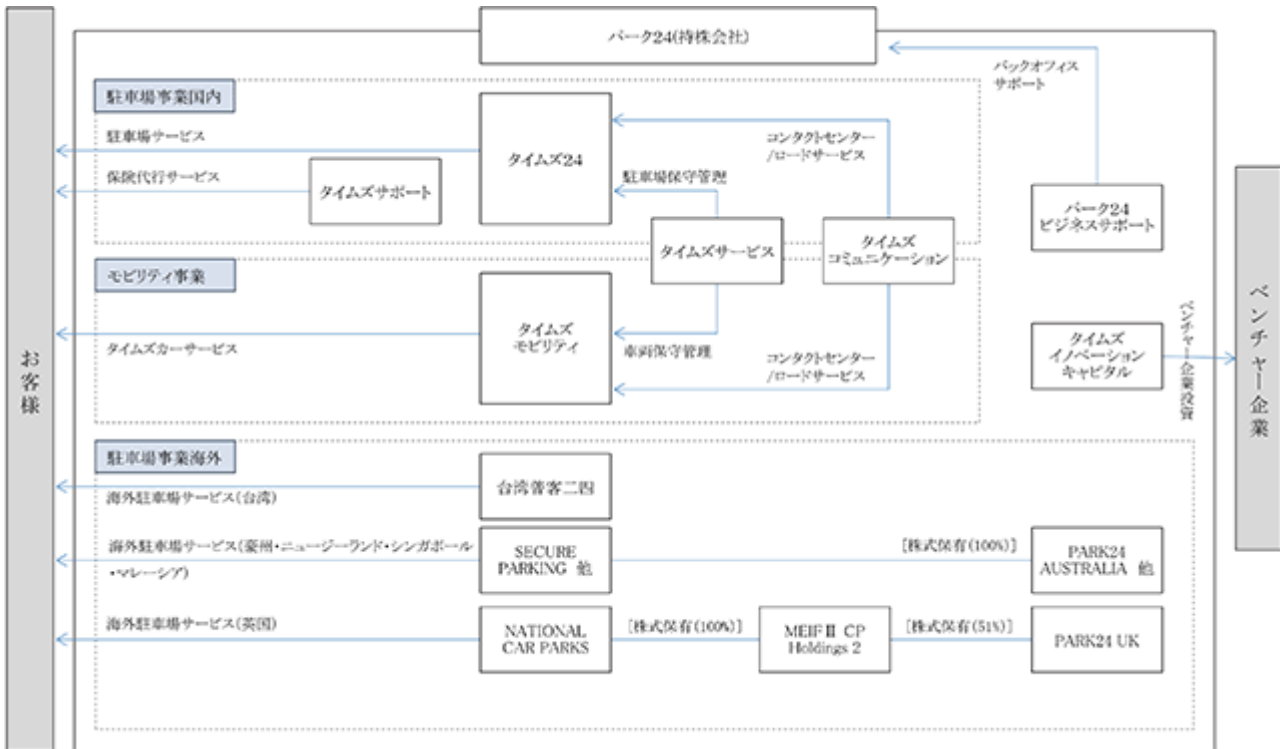 パーク24(持株会社)
バックオフィス
サポート
駐車場事業国内
駐車場サービス
保険代行サービス
タイムズサポート
タイムズ24
コンタクトセンター
/ロードサービス
駐車場保守管理
タイムズサービス
タイムズ
コミュニケーション
パーク24
ビジネスサポート
モビリティ事業
タイムズカーサービス
タイムズ
モビリティ
車両保守管理
コンタクトセンター
/ロードサービス
タイムズ
イノベーション
キャピタル
ベンチャー企業投資
ベンチャー企業
お客様
駐車場事業海外
海外駐車場サービス(台湾)
台湾普客二四
海外駐車場サービス(豪州・ニュージーランド・シンガポール
・マレーシア)
SECURE
PARKING 他
[株式保有(100%)]
PARK24
AUSTRALIA 他
海外駐車場サービス(英国)
NATIONAL
CAR PARKS
[株式保有(100%)]
MEIFⅡ CP
Holdings 2
[株式保有(51%)]
PARK24 UK